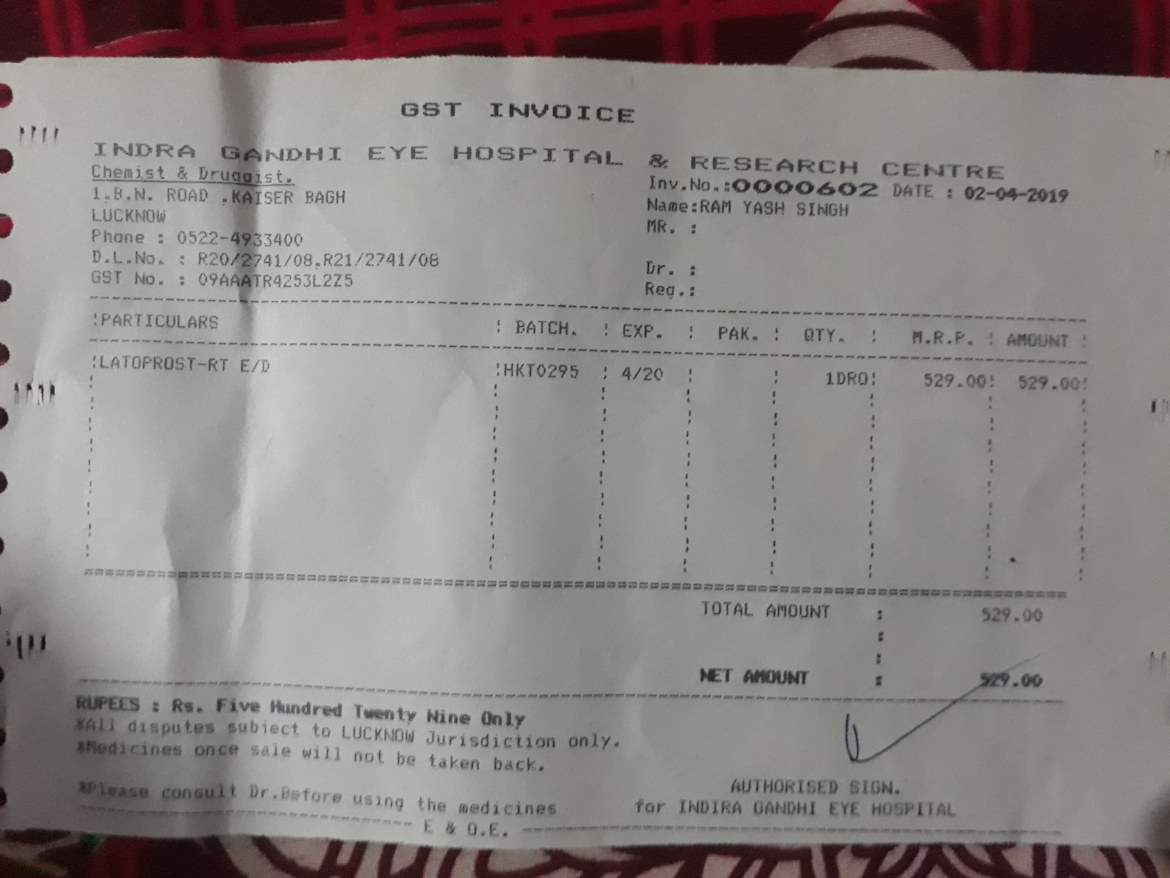 GST INVOICE
INDRA GANDHI EYE HOSPITAL & RESEARCH CENTRE
Chemist & Druggist.
Inv.No.:0000602 DATE : 02-04-2019
1.B.N. ROAD ,KAISER BAGH
Name:RAM YASH SINGH
LUCKNOW
MR. :
Phone : 0522-4933400
D.L.No. : R20/2741/08,R21/2741/08
Dr. :
GST No. : 09AAATR4253L2Z5
Reg.:
PARTICULARS BATCH. EXP. PAK. QTY. M.R.P. AMOUNT
LATOPROST-RT E/D HKT0295 4/20 1DRO 529.00 529.00
TOTAL AMOUNT : 529.00
NET AMOUNT : 529.00
RUPEES : Rs. Five Hundred Twenty Nine Only
*All disputes subject to LUCKNOW Jurisdiction only.
*Medicines once sale will not be taken back.
AUTHORISED SIGN.
*Please consult Dr.Before using the medicines
for INDIRA GANDHI EYE HOSPITAL
E & O.E.